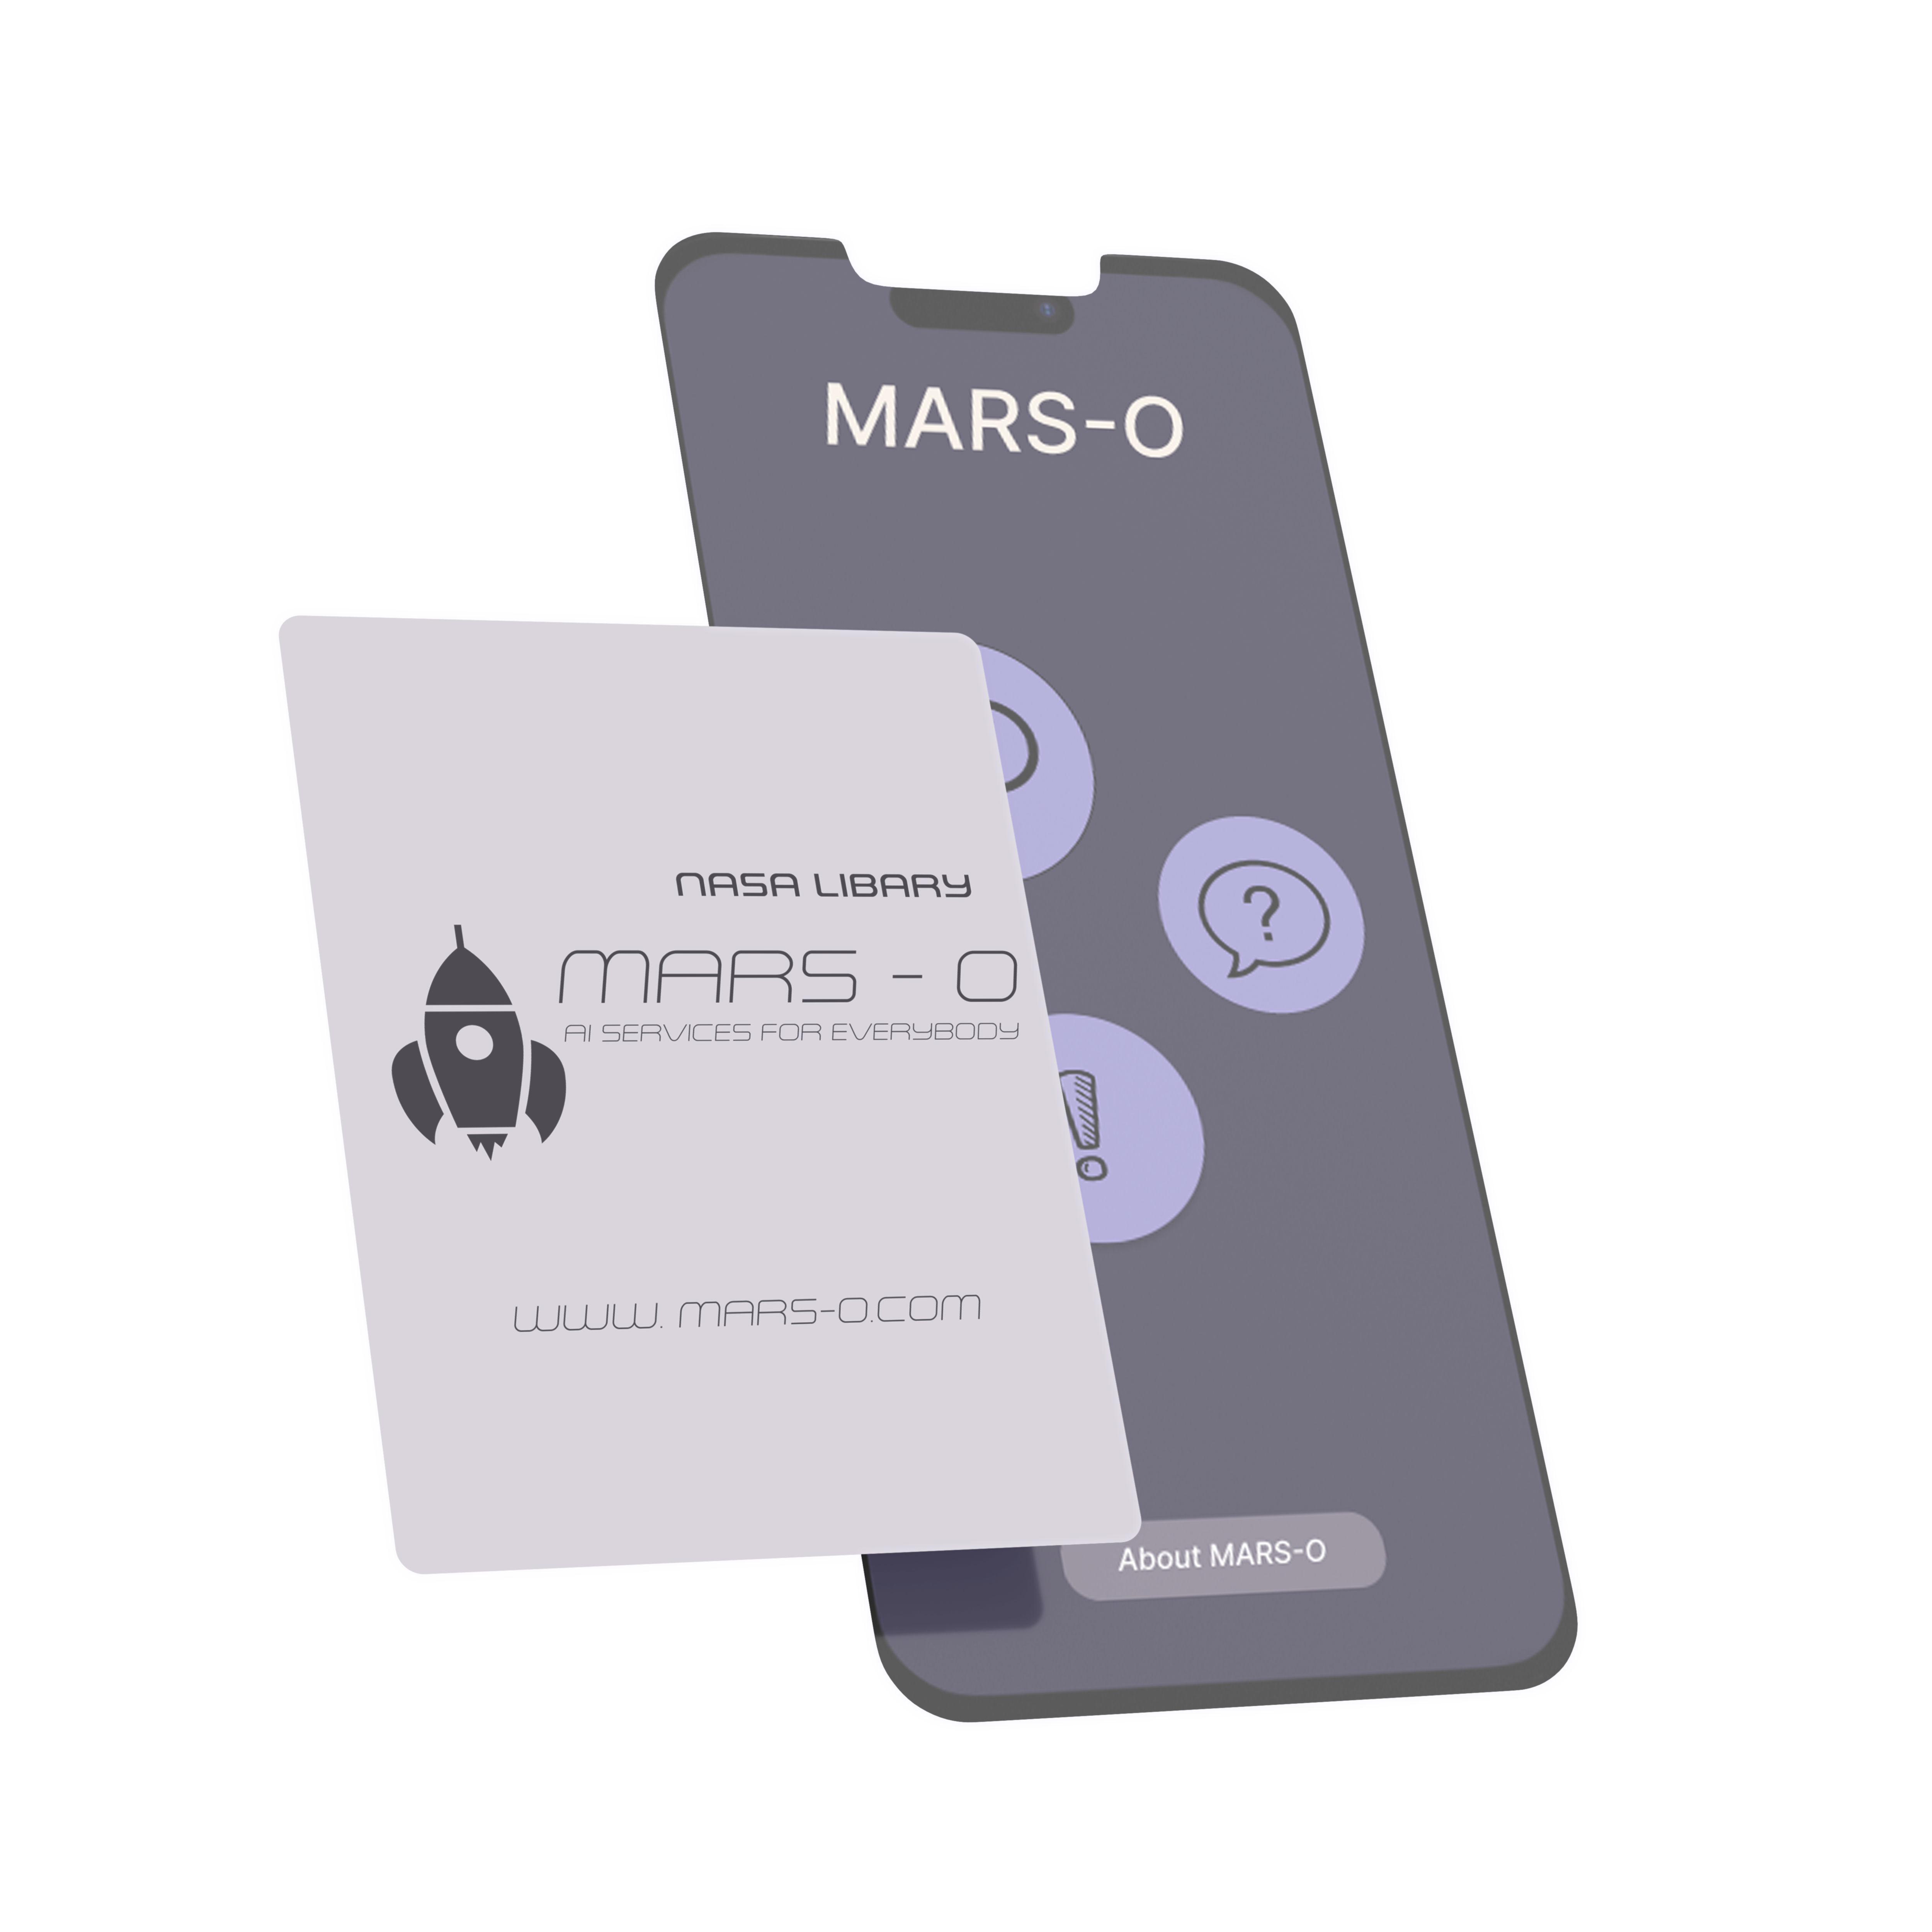 MARS-O
NASA LIBARY
MARS - O
AI SERVICES FOR EVERYBODY
WWW. MARS-O.COM
?
!
About MARS-O